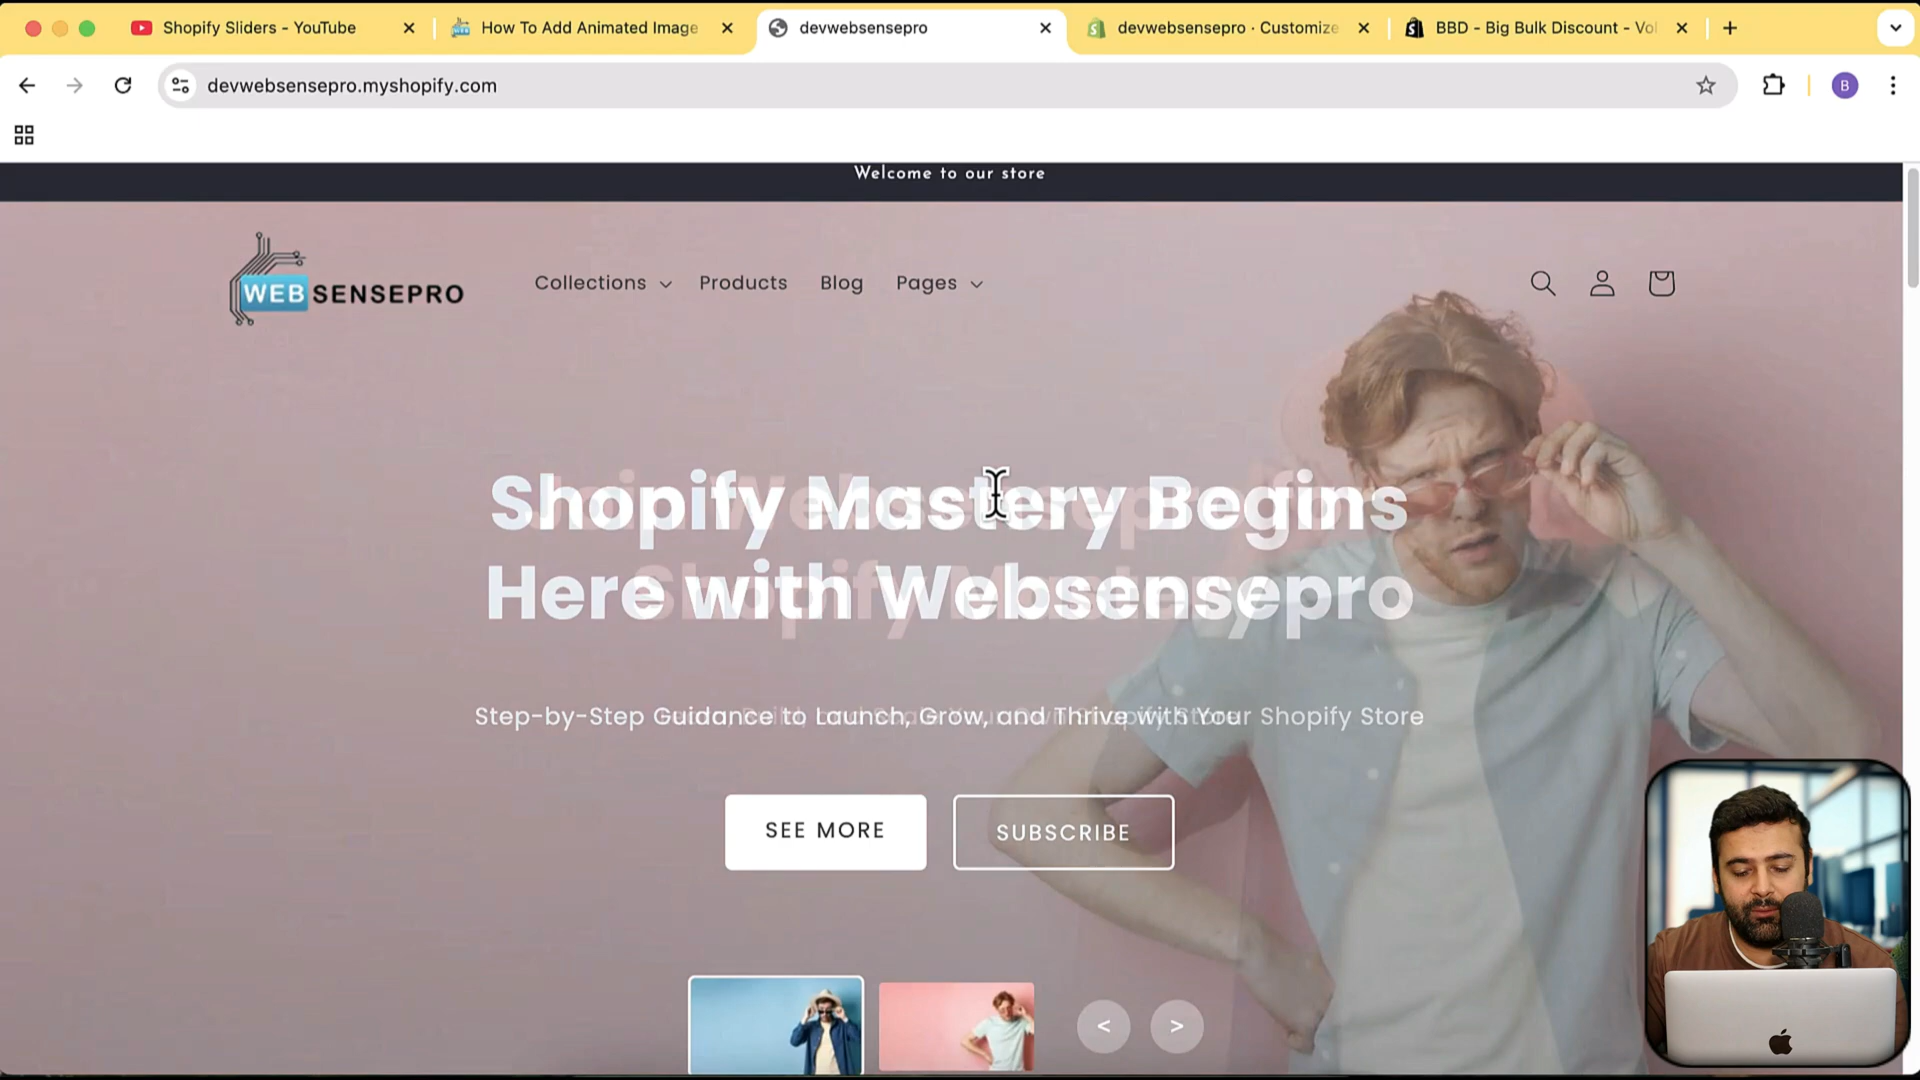 Shopify Sliders - YouTube
How To Add Animated Image
devwebsensepro
devwebsensepro · Customize
BBD - Big Bulk Discount - Vol
devwebsensepro.myshopify.com
B
Welcome to our store
WEB SENSEPRO
Collections
Products
Blog
Pages
Shopify Mastery Begins
Here with Websensepro
Step-by-Step Guidance to Launch, Grow, and Thrive with Your Shopify Store
SEE MORE
SUBSCRIBE
<
>